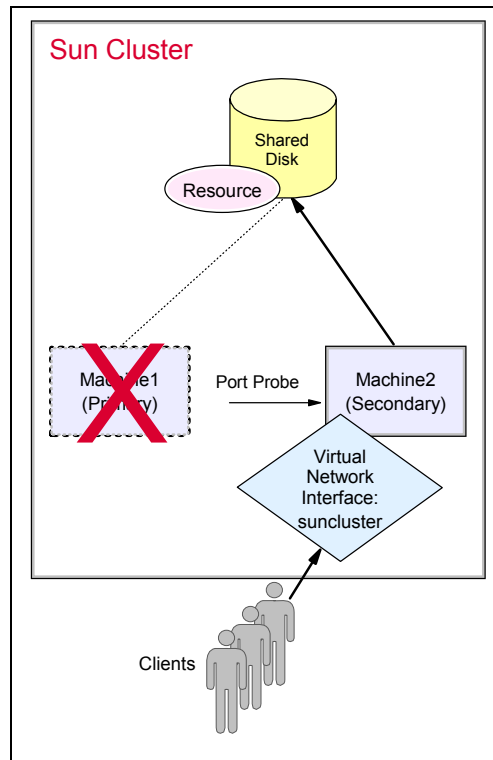 Sun Cluster
Shared
Disk
Resource
Machine1
(Primary)
Port Probe
Machine2
(Secondary)
Virtual
Network
Interface:
suncluster
Clients